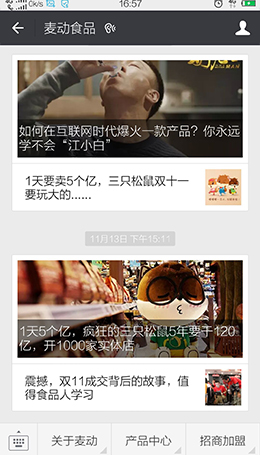 Ck/s
16:57
麦动食品
如何在互联网时代爆火一款产品？你永远
学不会“江小白”
1天要卖5个亿，三只松鼠双十一
要玩大的......
11月13日 下午15:11
1天5个亿，疯狂的三只松鼠5年要于120
亿，开1000家实体店
震撼，双11成交背后的故事，值
得食品人学习
关于麦动
产品中心
招商加盟